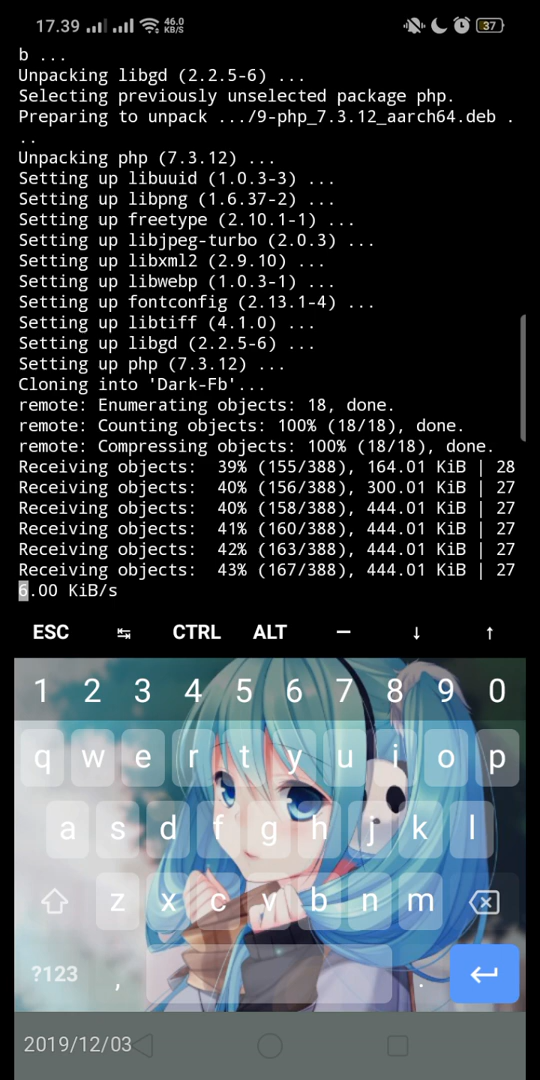 17.39 46.0 KB/S 37
b ...
Unpacking libgd (2.2.5-6) ...
Selecting previously unselected package php.
Preparing to unpack .../9-php_7.3.12_aarch64.deb .
..
Unpacking php (7.3.12) ...
Setting up libuuid (1.0.3-3) ...
Setting up libpng (1.6.37-2) ...
Setting up freetype (2.10.1-1) ...
Setting up libjpeg-turbo (2.0.3) ...
Setting up libxml2 (2.9.10) ...
Setting up libwebp (1.0.3-1) ...
Setting up fontconfig (2.13.1-4) ...
Setting up libtiff (4.1.0) ...
Setting up libgd (2.2.5-6) ...
Setting up php (7.3.12) ...
Cloning into 'Dark-Fb'...
remote: Enumerating objects: 18, done.
remote: Counting objects: 100% (18/18), done.
remote: Compressing objects: 100% (18/18), done.
Receiving objects:  39% (155/388), 164.01 KiB | 28
Receiving objects:  40% (156/388), 300.01 KiB | 27
Receiving objects:  40% (158/388), 444.01 KiB | 27
Receiving objects:  41% (160/388), 444.01 KiB | 27
Receiving objects:  42% (163/388), 444.01 KiB | 27
Receiving objects:  43% (167/388), 444.01 KiB | 27
6.00 KiB/s
ESC ↹ CTRL ALT — ↓ ↑
1 2 3 4 5 6 7 8 9 0
q w e r t y u i o p
a s d f g h j k l
z x c v b n m
?123 , .
2019/12/03